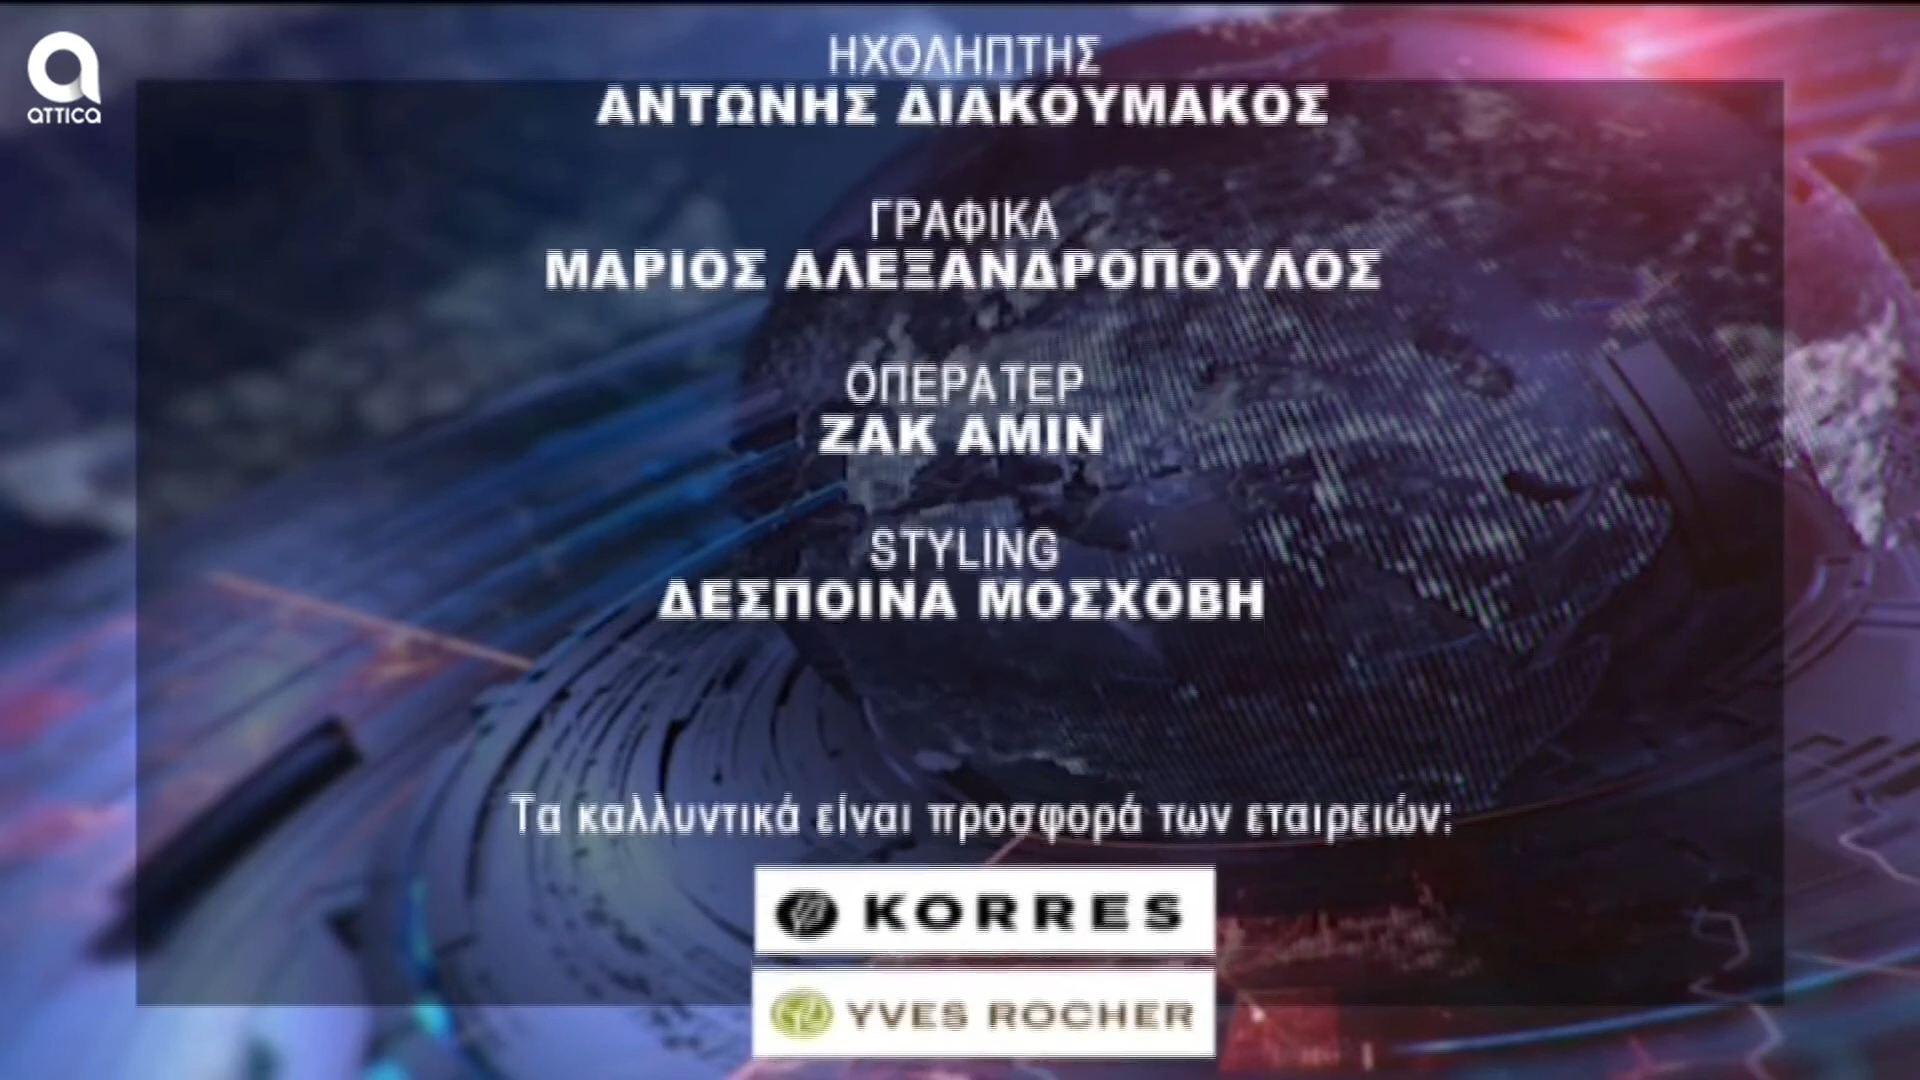 αττica
ΗΧΟΛΗΠΤΗΣ
ΑΝΤΩΝΗΣ ΔΙΑΚΟΥΜΑΚΟΣ
ΓΡΑΦΙΚΑ
ΜΑΡΙΟΣ ΑΛΕΞΑΝΔΡΟΠΟΥΛΟΣ
ΟΠΕΡΑΤΕΡ
ΖΑΚ ΑΜΙΝ
STYLING
ΔΕΣΠΟΙΝΑ ΜΟΣΧΟΒΗ
Τα καλλυντικά είναι προσφορά των εταιρειών:
KORRES
YVES ROCHER